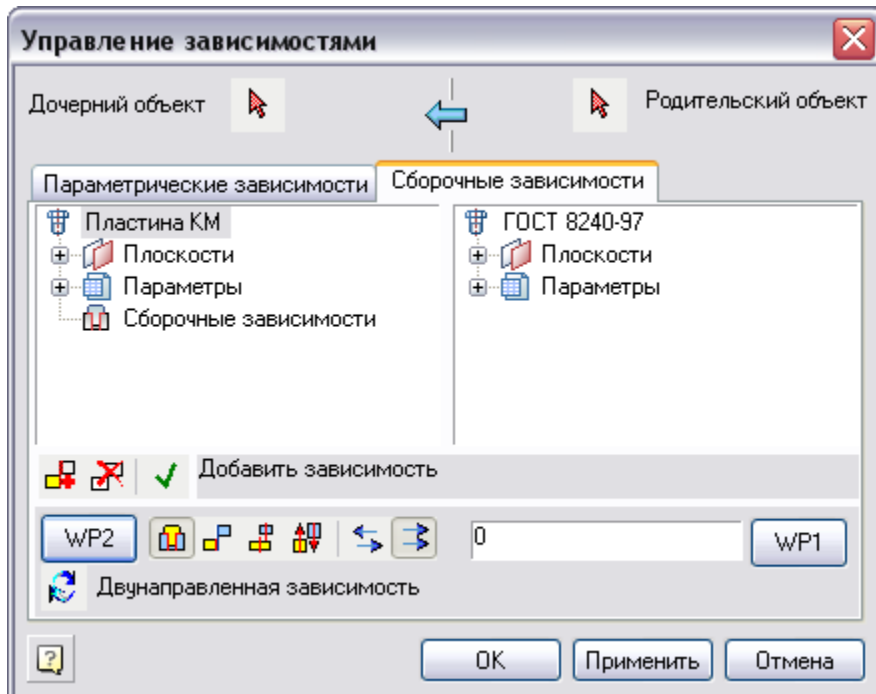 Управление зависимостями
Дочерний объект
Родительский объект
Параметрические зависимости
Сборочные зависимости
Пластина КМ
Плоскости
Параметры
Сборочные зависимости
ГОСТ 8240-97
Плоскости
Параметры
Добавить зависимость
WP2
0
WP1
Двунаправленная зависимость
?
OK
Применить
Отмена